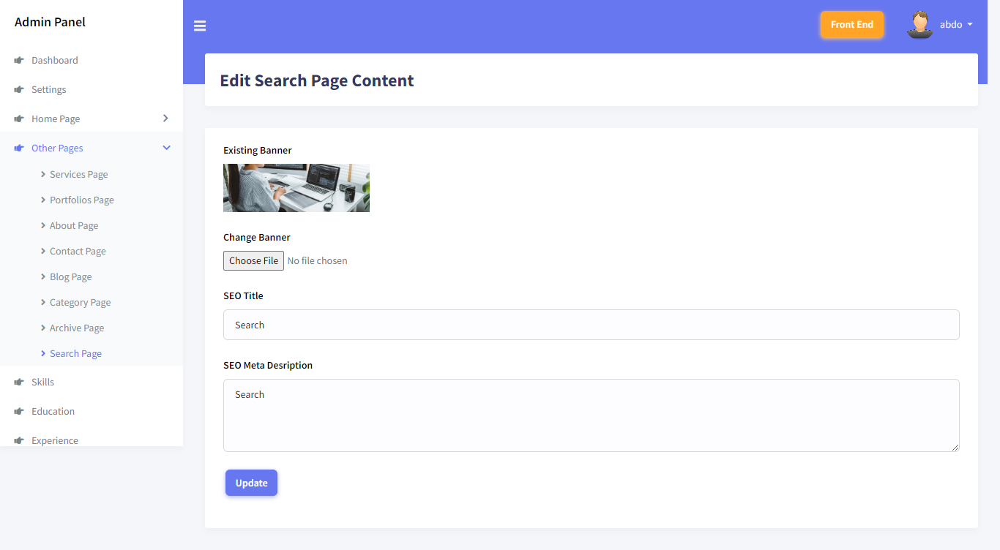 Admin Panel
Front End
abdo
Dashboard
Settings
Home Page
Other Pages
Services Page
Portfolios Page
About Page
Contact Page
Blog Page
Category Page
Archive Page
Search Page
Skills
Education
Experience
Edit Search Page Content
Existing Banner
Change Banner
Choose File No file chosen
SEO Title
Search
SEO Meta Desription
Search
Update